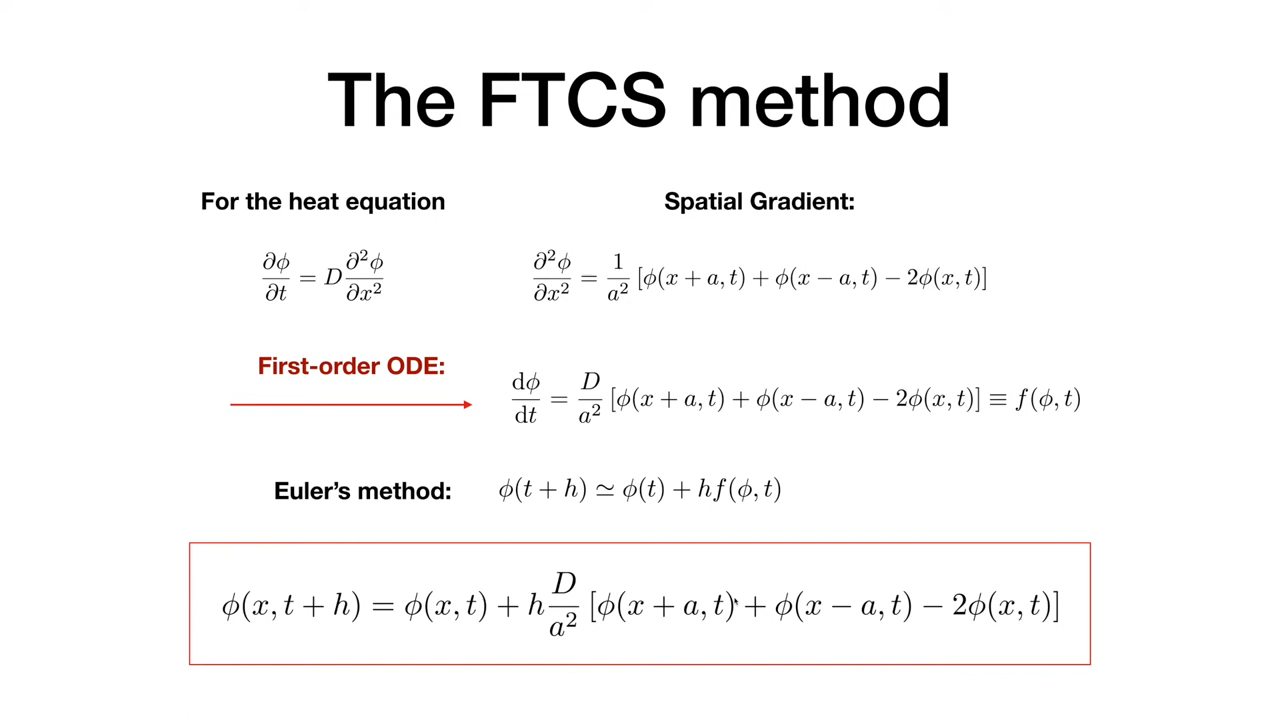 The FTCS method
For the heat equation
Spatial Gradient:
∂ϕ/∂t = D ∂²ϕ/∂x²
∂²ϕ/∂x² = 1/a² [ϕ(x + a, t) + ϕ(x − a, t) − 2ϕ(x, t)]
First-order ODE:
dϕ/dt = D/a² [ϕ(x + a, t) + ϕ(x − a, t) − 2ϕ(x, t)] ≡ f(ϕ, t)
Euler’s method:
ϕ(t + h) ≃ ϕ(t) + hf(ϕ, t)
ϕ(x, t + h) = ϕ(x, t) + h D/a² [ϕ(x + a, t) + ϕ(x − a, t) − 2ϕ(x, t)]